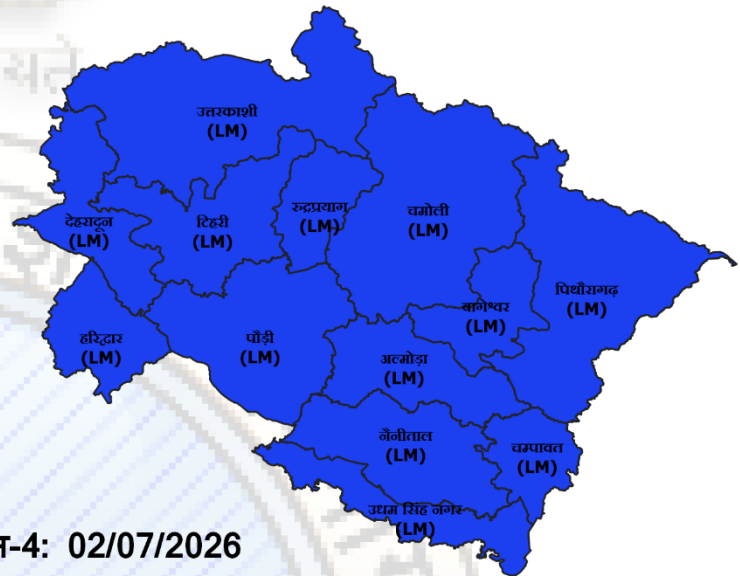 उत्तरकाशी
(LM)
देहरादून
(LM)
टिहरी
(LM)
रुद्रप्रयाग
(LM)
चमोली
(LM)
पिथौरागढ़
(LM)
बागेश्वर
(LM)
हरिद्वार
(LM)
पौड़ी
(LM)
अल्मोड़ा
(LM)
नैनीताल
(LM)
चम्पावत
(LM)
उधम सिंह नगर
(LM)
-4: 02/07/2026